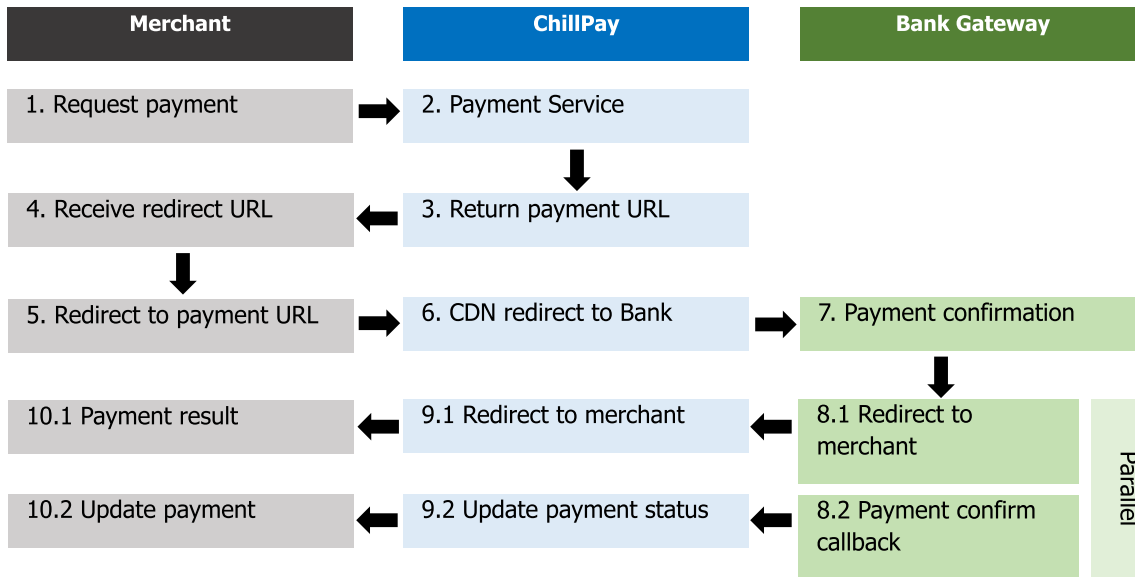 Merchant
ChillPay
Bank Gateway
1. Request payment
2. Payment Service
4. Receive redirect URL
3. Return payment URL
5. Redirect to payment URL
6. CDN redirect to Bank
7. Payment confirmation
10.1 Payment result
9.1 Redirect to merchant
8.1 Redirect to
merchant
10.2 Update payment
9.2 Update payment status
8.2 Payment confirm
callback
Parallel